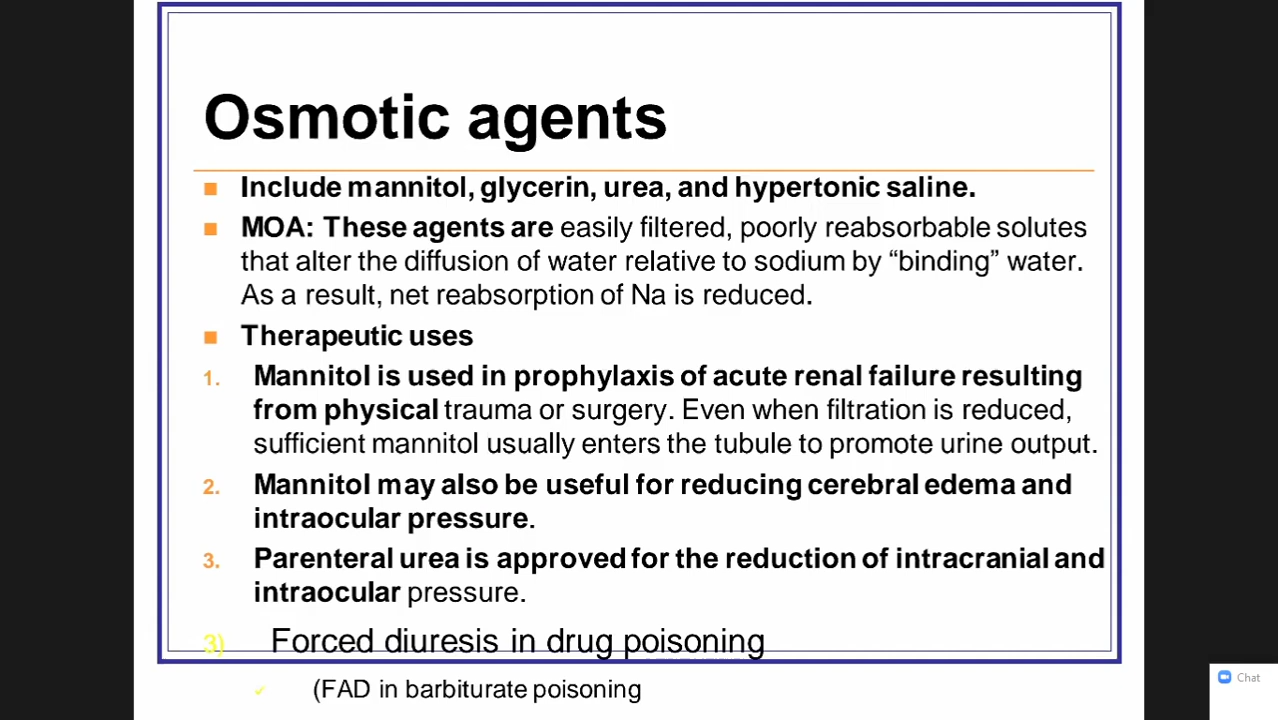 Osmotic agents
Include mannitol, glycerin, urea, and hypertonic saline.
MOA: These agents are easily filtered, poorly reabsorbable solutes
that alter the diffusion of water relative to sodium by “binding” water.
As a result, net reabsorption of Na is reduced.
Therapeutic uses
1. Mannitol is used in prophylaxis of acute renal failure resulting
from physical trauma or surgery. Even when filtration is reduced,
sufficient mannitol usually enters the tubule to promote urine output.
2. Mannitol may also be useful for reducing cerebral edema and
intraocular pressure.
3. Parenteral urea is approved for the reduction of intracranial and
intraocular pressure.
3) Forced diuresis in drug poisoning
(FAD in barbiturate poisoning
Chat